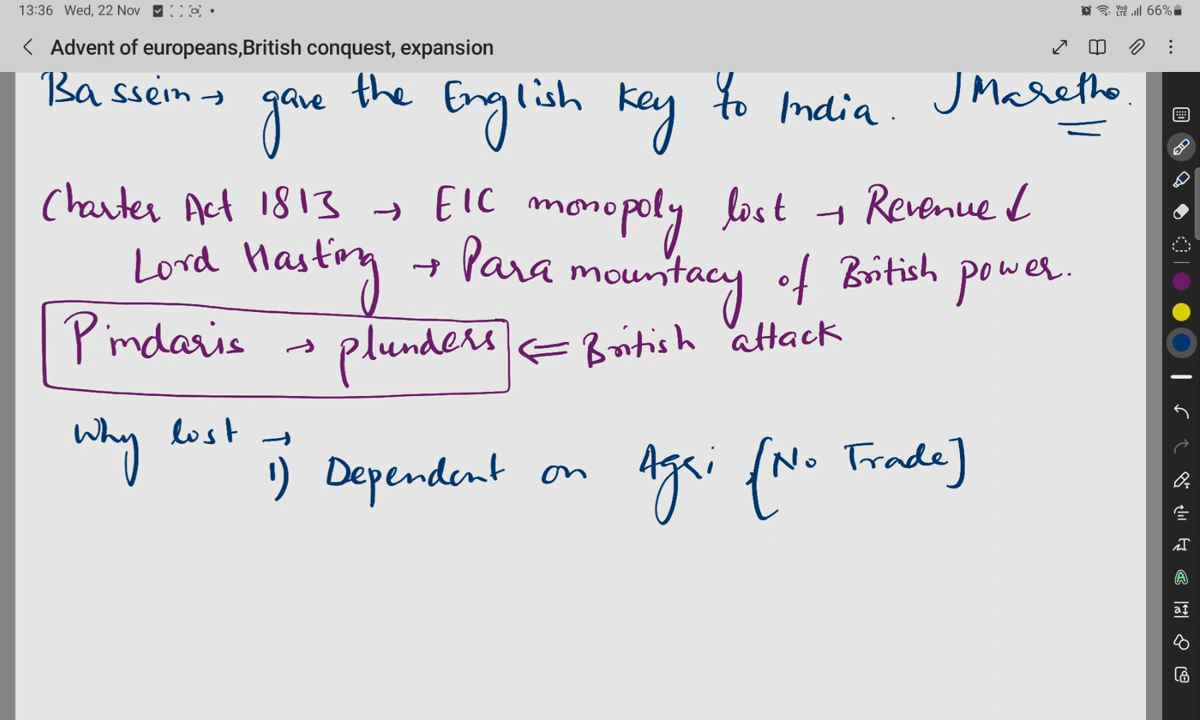 13:36 Wed, 22 Nov 66%
Advent of europeans,British conquest, expansion
Bassein → gave the English key to India. Maratha.
Charter Act 1813 → EIC monopoly lost → Revenue ↓
Lord Hasting → Paramountacy of British power.
Pindaris → plunders ⇐ British attack
Why lost →
1) Dependent on Agri [No Trade]